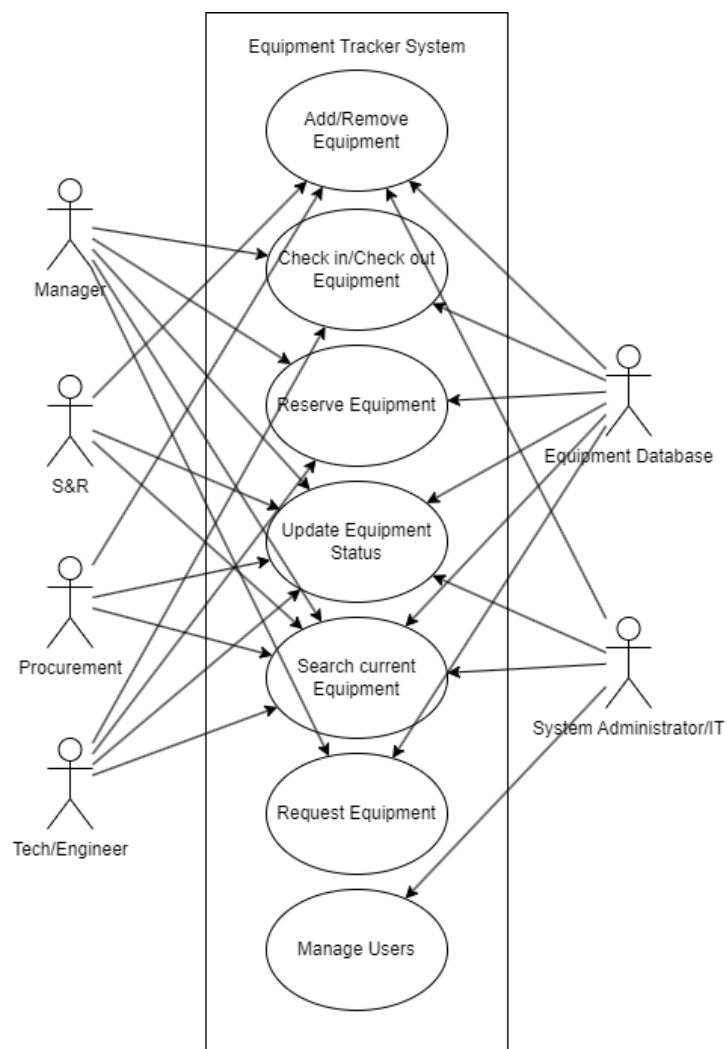 Equipment Tracker System
Add/Remove
Equipment
Manager
Check in/Check out
Equipment
Reserve Equipment
S&R
Equipment Database
Update Equipment
Status
Procurement
Search current
Equipment
System Administrator/IT
Tech/Engineer
Request Equipment
Manage Users